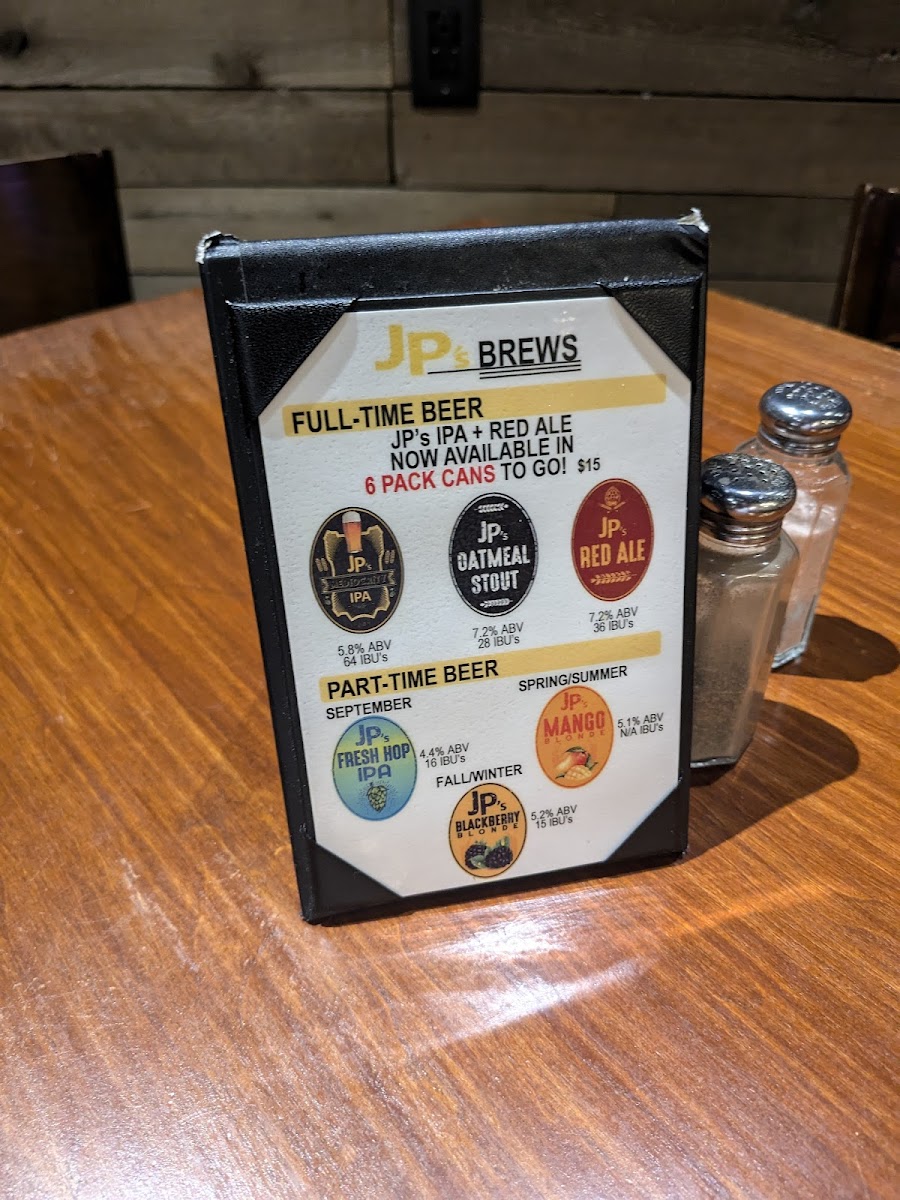 JP's BREWS
FULL-TIME BEER
JP's IPA + RED ALE
NOW AVAILABLE IN
6 PACK CANS TO GO! $15
JP's
MEDIOCRITY
IPA
5.8% ABV
64 IBU's
JP's
OATMEAL
STOUT
7.2% ABV
28 IBU's
JP's
RED ALE
7.2% ABV
36 IBU's
PART-TIME BEER
SEPTEMBER
JP's
FRESH HOP
IPA
4.4% ABV
16 IBU's
SPRING/SUMMER
JP's
MANGO
BLONDE
5.1% ABV
N/A IBU's
FALL/WINTER
JP's
BLACKBERRY
BLONDE
5.2% ABV
15 IBU's